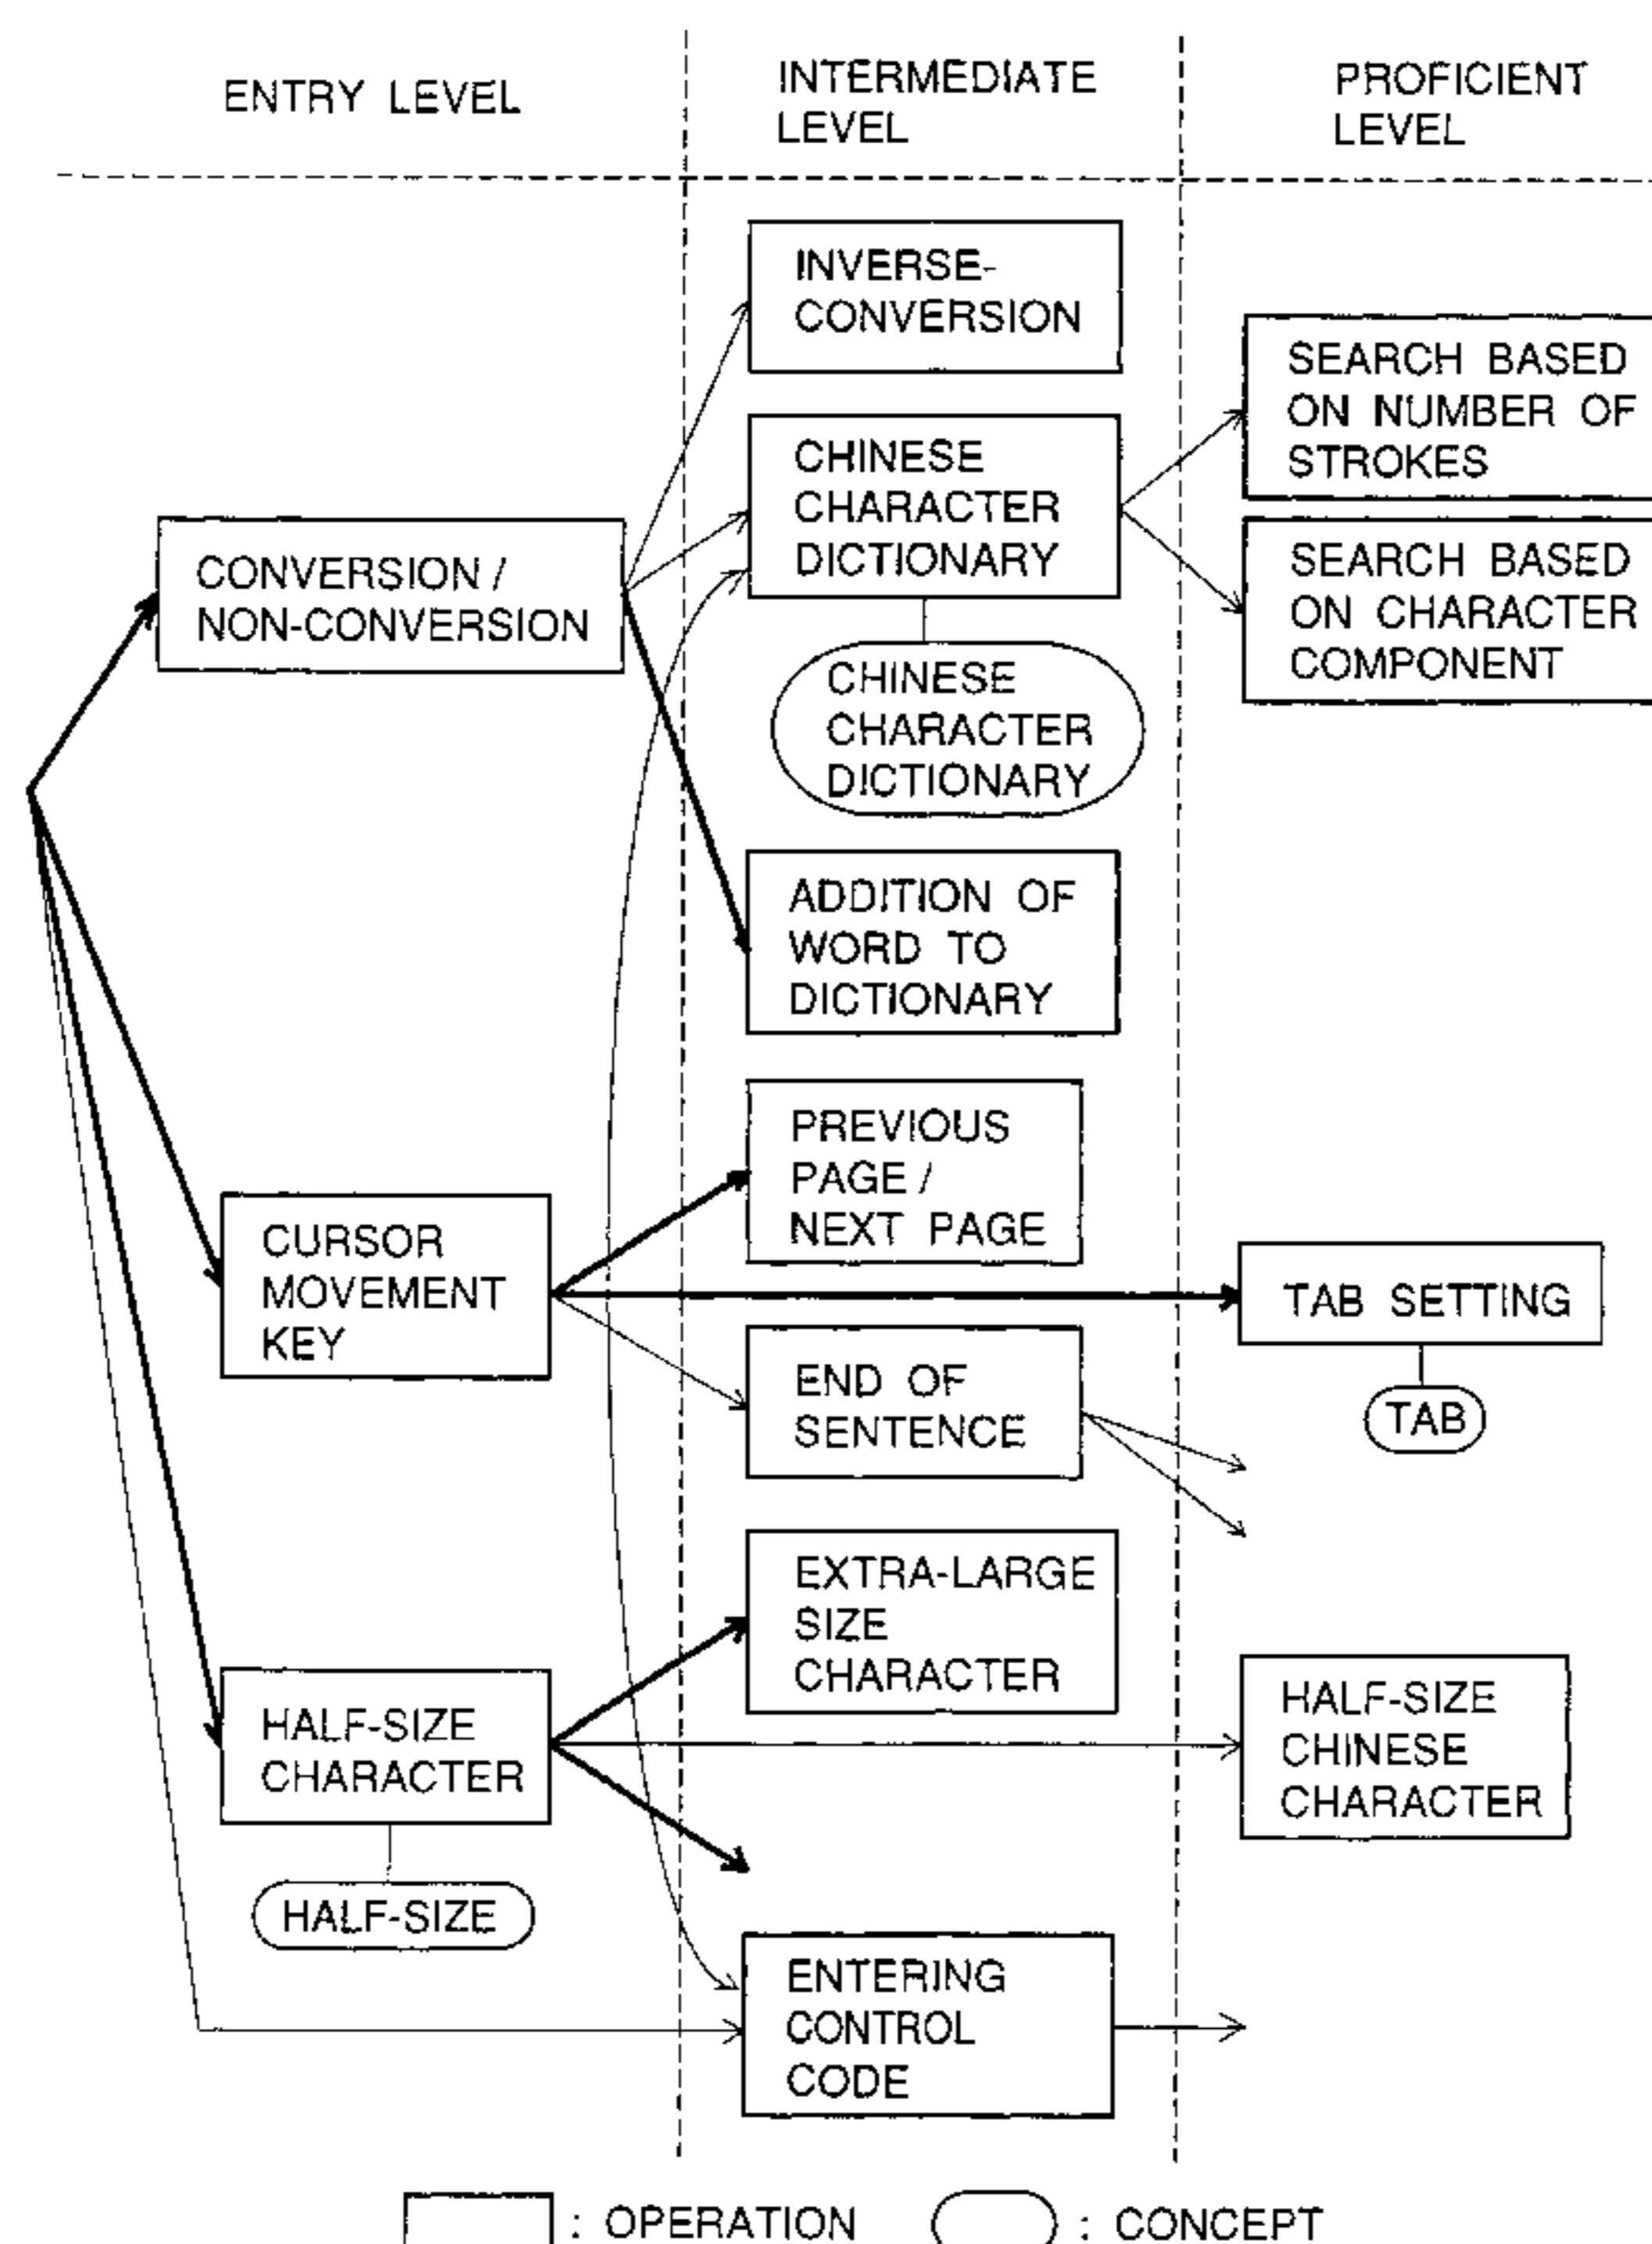 ENTRY LEVEL
INTERMEDIATE
LEVEL
PROFICIENT
LEVEL
INVERSE-
CONVERSION
SEARCH BASED
ON NUMBER OF
STROKES
CHINESE
CHARACTER
DICTIONARY
CONVERSION /
NON-CONVERSION
SEARCH BASED
ON CHARACTER
COMPONENT
CHINESE
CHARACTER
DICTIONARY
ADDITION OF
WORD TO
DICTIONARY
PREVIOUS
PAGE /
NEXT PAGE
CURSOR
MOVEMENT
KEY
TAB SETTING
END OF
SENTENCE
TAB
EXTRA-LARGE
SIZE
CHARACTER
HALF-SIZE
CHARACTER
HALF-SIZE
CHINESE
CHARACTER
HALF-SIZE
ENTERING
CONTROL
CODE
: OPERATION
: CONCEPT